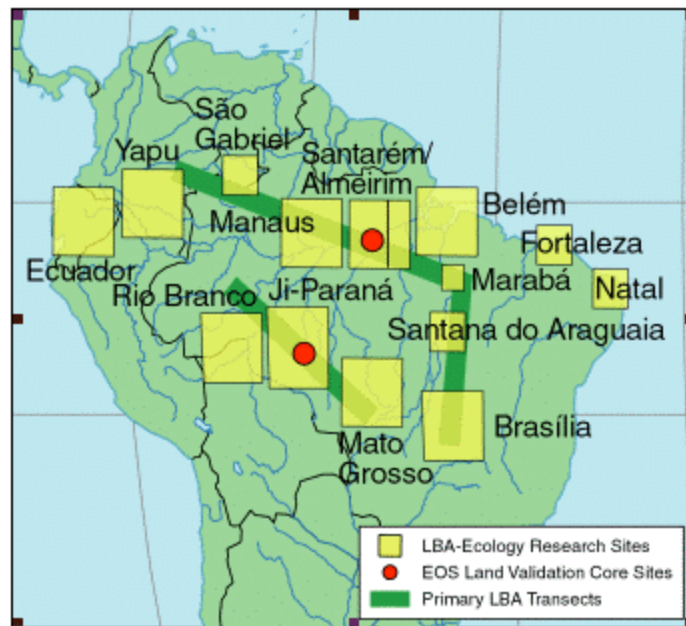 São
Gabriel
Yapu
Santarém/
Almeirim
Manaus
Belém
Fortaleza
Ecuador
Rio Branco
Ji-Paraná
Marabá
Natal
Santana do Araguaia
Mato
Grosso
Brasília
LBA-Ecology Research Sites
EOS Land Validation Core Sites
Primary LBA Transects